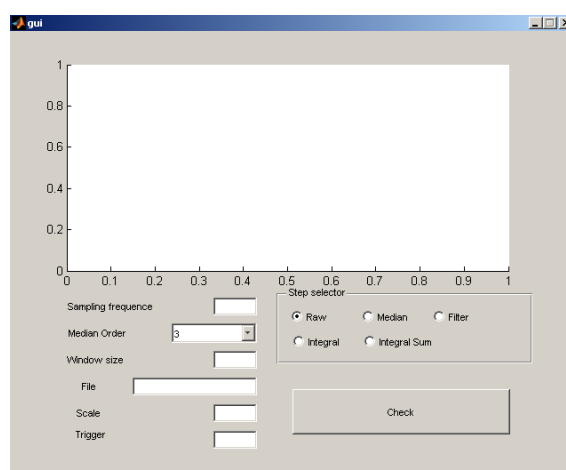 gui
1
0.8
0.6
0.4
0.2
0
0 0.1 0.2 0.3 0.4 0.5 0.6 0.7 0.8 0.9 1
Sampling frequence
Step selector
Raw Median Filter
Median Order 3
Integral Integral Sum
Window size
File
Scale
Check
Trigger